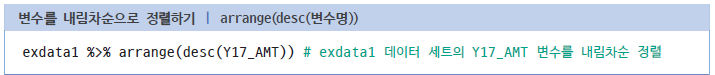 변수를 내림차순으로 정렬하기 | arrange(desc(변수명))
exdata1 %>% arrange(desc(Y17_AMT)) # exdata1 데이터 세트의 Y17_AMT 변수를 내림차순 정렬